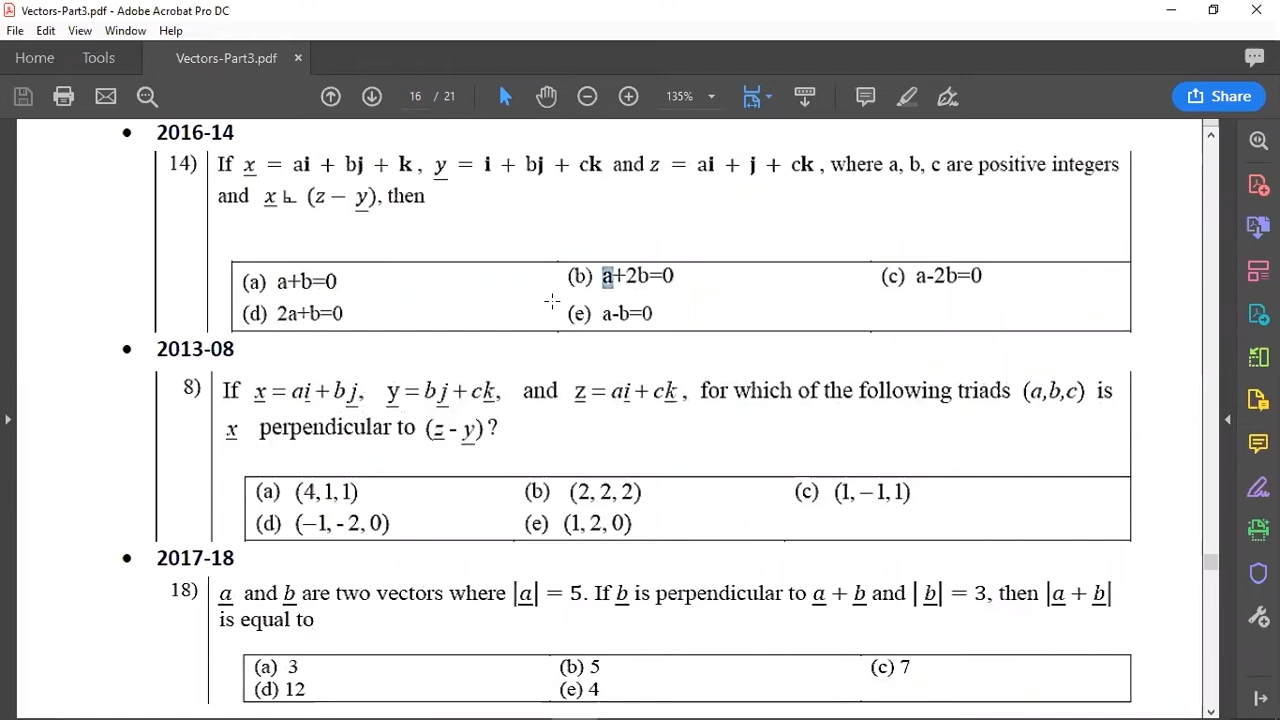 Vectors-Part3.pdf - Adobe Acrobat Pro DC
File Edit View Window Help
Home Tools Vectors-Part3.pdf ×
16 / 21 135% Share
• 2016-14
14) If x = ai + bj + k, y = i + bj + ck and z = ai + j + ck, where a, b, c are positive integers
and x ⊾ (z − y), then
(a) a+b=0 (b) a+2b=0 (c) a-2b=0
(d) 2a+b=0 (e) a-b=0
• 2013-08
8) If x = ai + bj, y = bj + ck, and z = ai + ck, for which of the following triads (a,b,c) is
x perpendicular to (z - y)?
(a) (4,1,1) (b) (2, 2, 2) (c) (1, −1, 1)
(d) (−1, - 2, 0) (e) (1, 2, 0)
• 2017-18
18) a and b are two vectors where |a| = 5. If b is perpendicular to a + b and | b| = 3, then |a + b|
is equal to
(a) 3 (b) 5 (c) 7
(d) 12 (e) 4